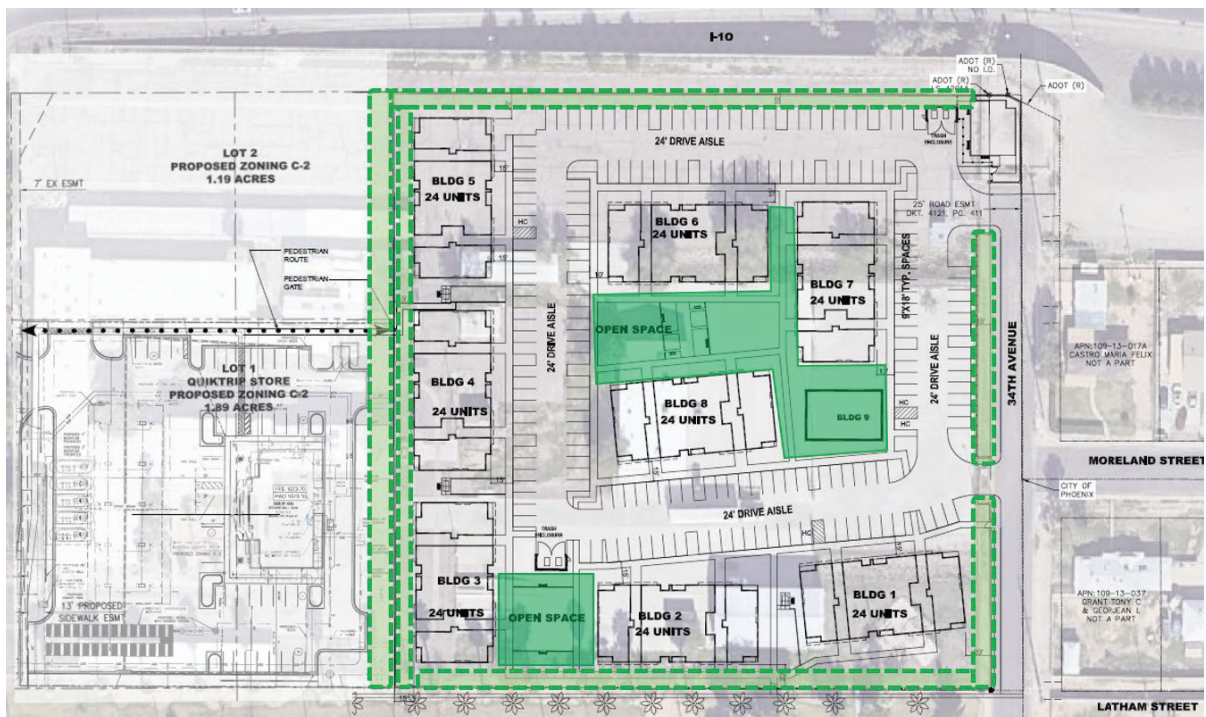 I-10
ADOT (R)
NO I.D.
ADOT (R)
ADOT (R)
LOT 2
PROPOSED ZONING C-2
1.19 ACRES
7' EX ESMT
24' DRIVE AISLE
TRASH
ENCLOSURE
BLDG 5
24 UNITS
HC
BLDG 6
24 UNITS
25' ROAD ESMT
DKT. 4121, PG. 411
PEDESTRIAN
ROUTE
PEDESTRIAN
GATE
BLDG 7
24 UNITS
9'X18' TYP. SPACES
OPEN SPACE
24' DRIVE AISLE
24' DRIVE AISLE
34TH AVENUE
APN:109-13-017A
CASTRO MARIA FELIX
NOT A PART
LOT 1
QUIKTRIP STORE
PROPOSED ZONING C-2
1.89 ACRES
BLDG 4
24 UNITS
BLDG 8
24 UNITS
HC
HC
BLDG 9
MORELAND STREET
CITY OF
PHOENIX
24' DRIVE AISLE
TRASH
ENCLOSURE
HC
BLDG 3
24 UNITS
OPEN SPACE
BLDG 2
24 UNITS
BLDG 1
24 UNITS
APN:109-13-037
GRANT TONY C
& GEORJEAN L
NOT A PART
13' PROPOSED
SIDEWALK ESMT
LATHAM STREET